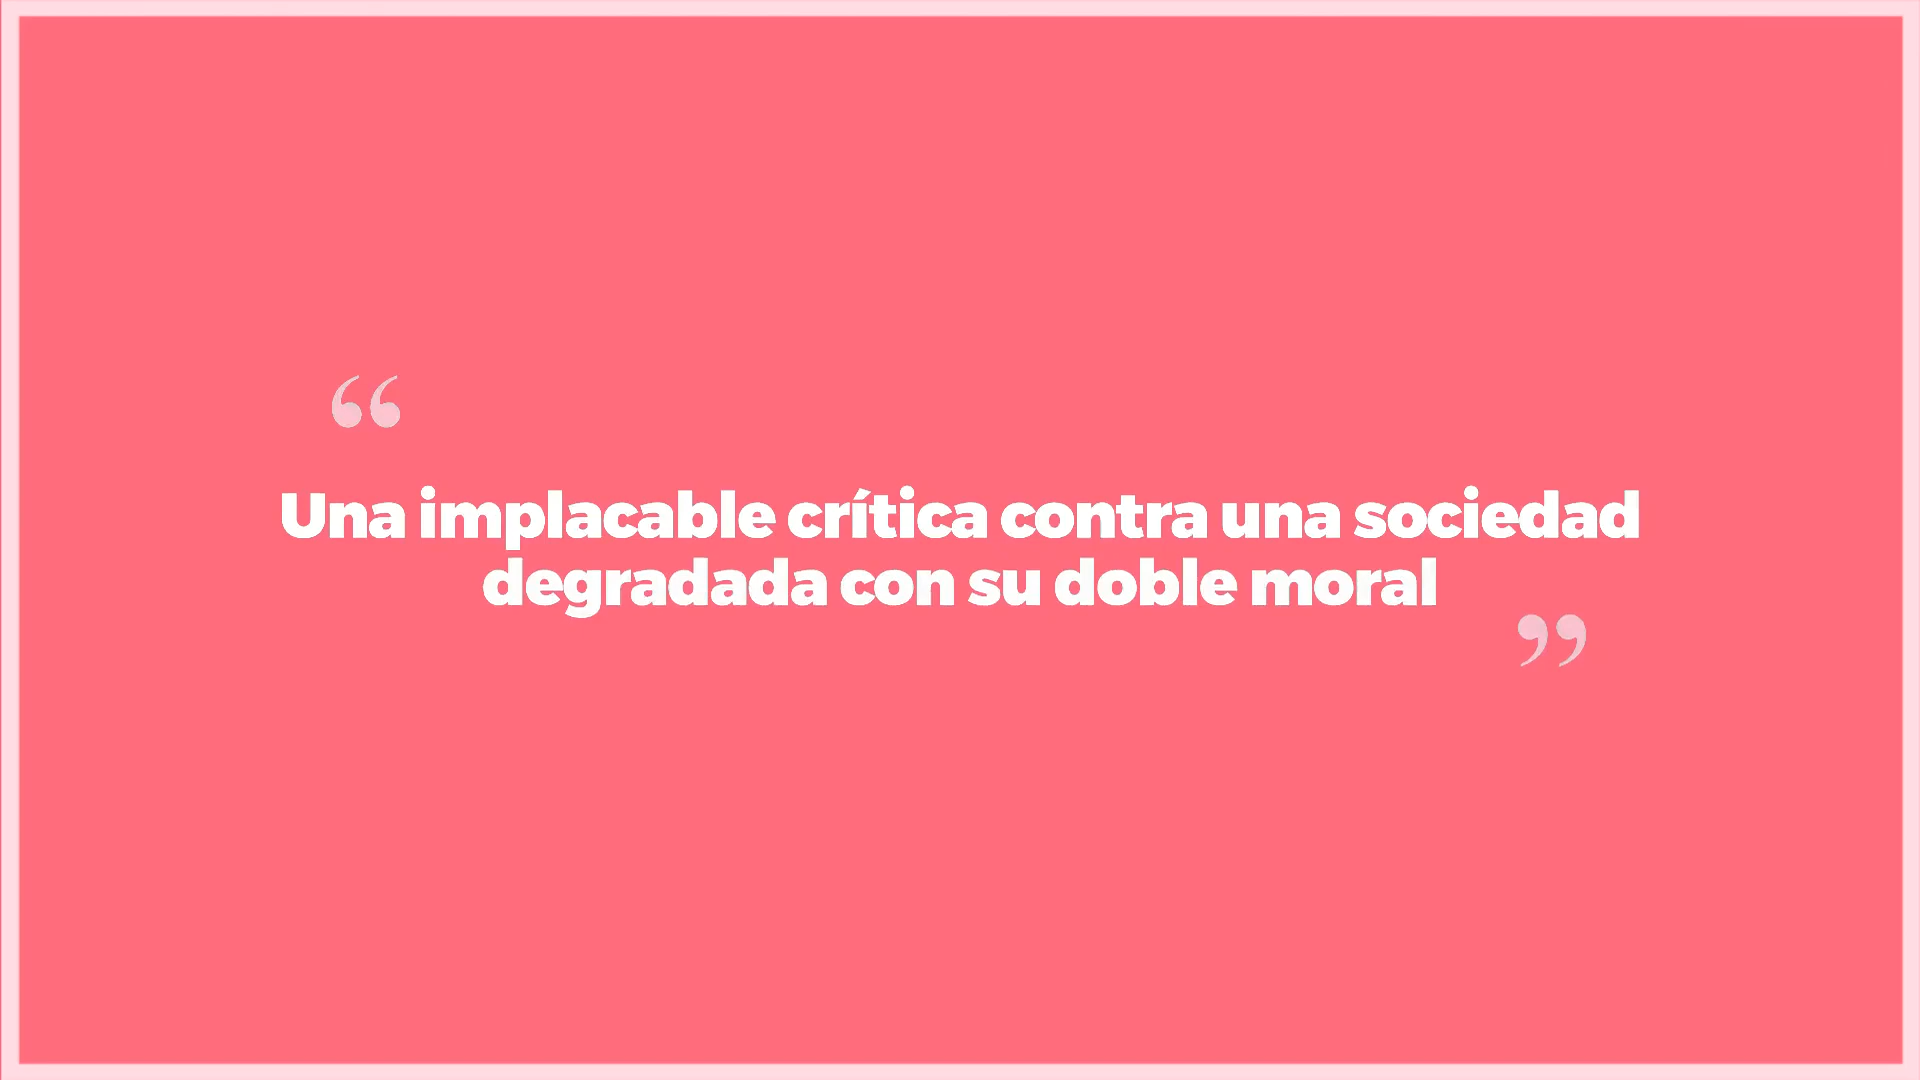 “
Una implacable crítica contra una sociedad
degradada con su doble moral
”